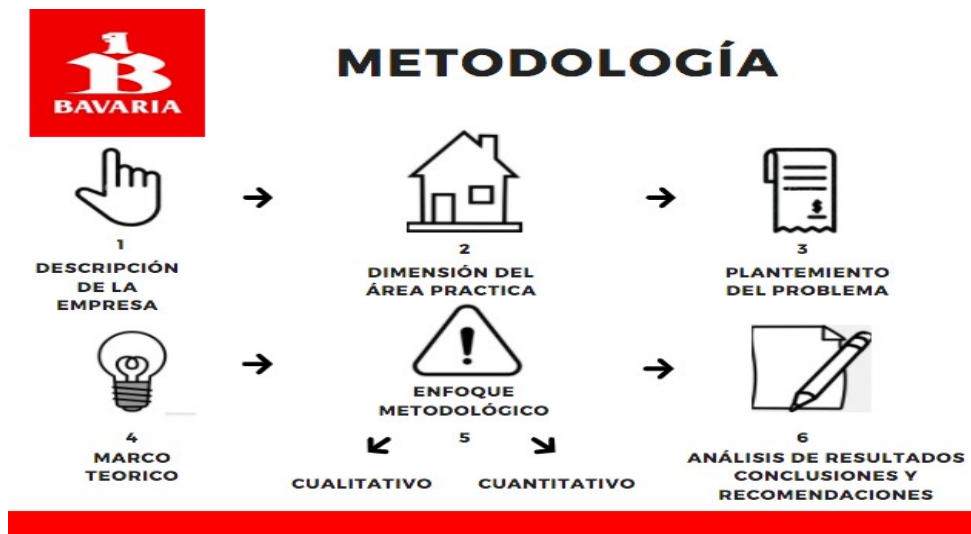 BAVARIA
METODOLOGÍA
1
DESCRIPCIÓN
DE LA
EMPRESA
2
DIMENSIÓN DEL
ÁREA PRACTICA
3
PLANTEMIENTO
DEL PROBLEMA
$
4
MARCO
TEORICO
ENFOQUE
METODOLÓGICO
5
CUALITATIVO
CUANTITATIVO
6
ANÁLISIS DE RESULTADOS
CONCLUSIONES Y
RECOMENDACIONES